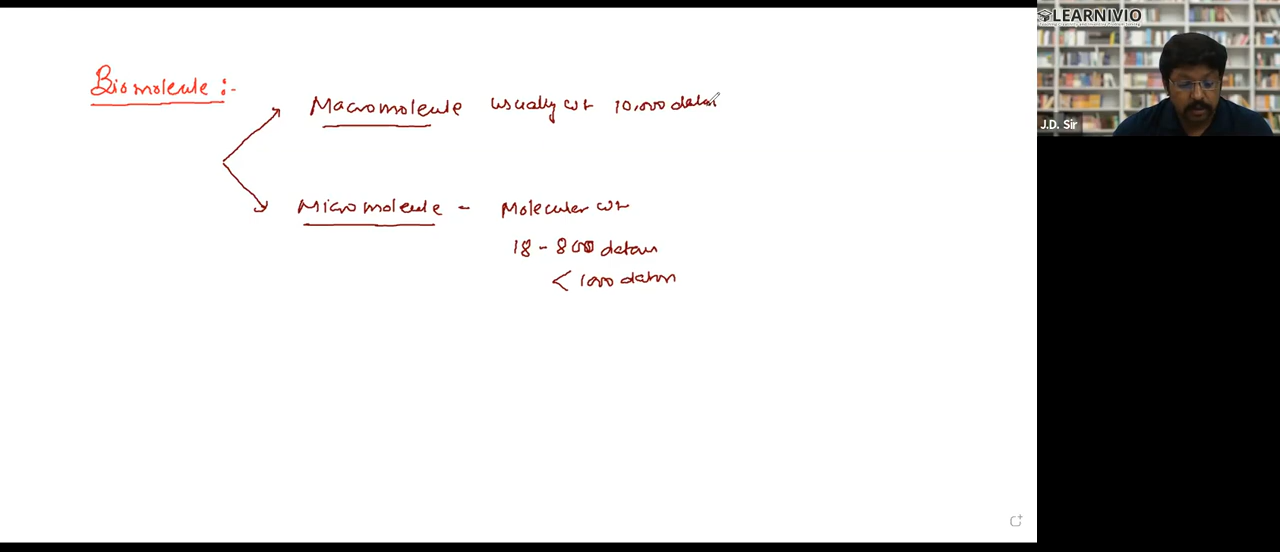 Biomolecule :-
Macromolecule usually wt 10,000 dalton
Micromolecule - Molecular wt
18 - 800 dalton
< 1000 dalton
LEARNIVIO
J.D. Sir